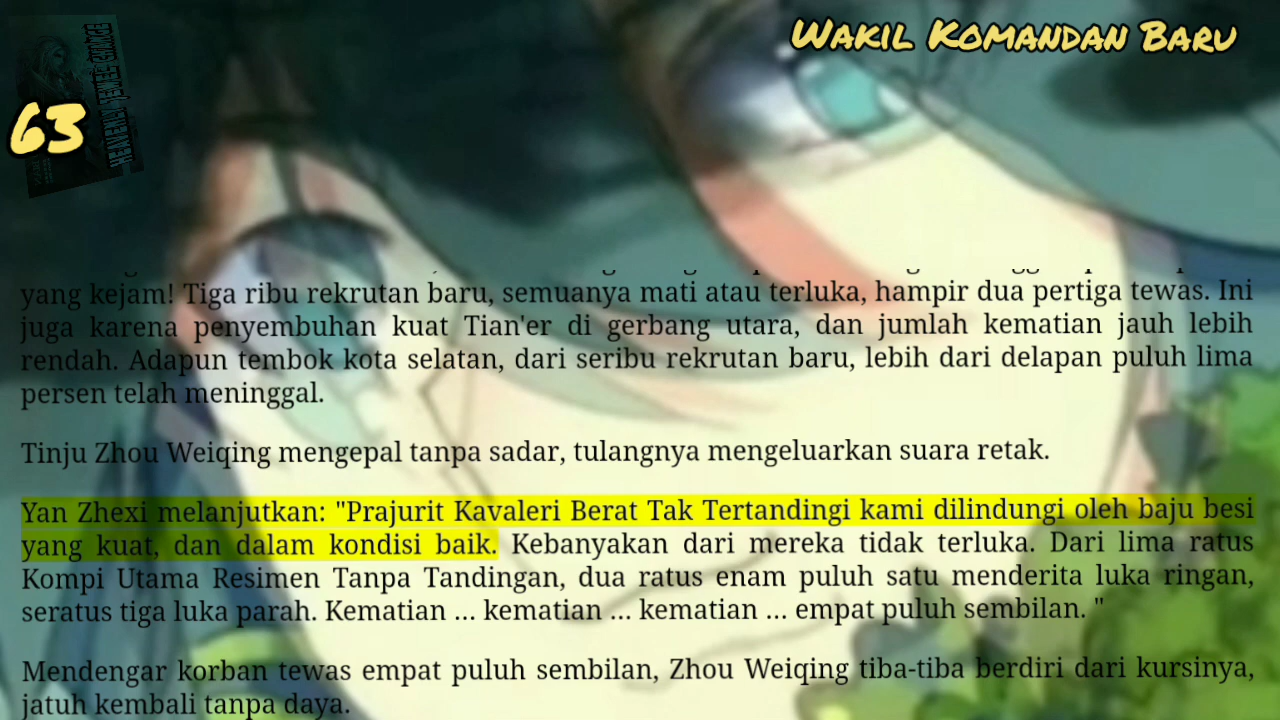 Wakil Komandan Baru
63
HEAVENLY JEWEL CHANGE
yang kejam! Tiga ribu rekrutan baru, semuanya mati atau terluka, hampir dua pertiga tewas. Ini
juga karena penyembuhan kuat Tian'er di gerbang utara, dan jumlah kematian jauh lebih
rendah. Adapun tembok kota selatan, dari seribu rekrutan baru, lebih dari delapan puluh lima
persen telah meninggal.
Tinju Zhou Weiqing mengepal tanpa sadar, tulangnya mengeluarkan suara retak.
Yan Zhexi melanjutkan: "Prajurit Kavaleri Berat Tak Tertandingi kami dilindungi oleh baju besi
yang kuat, dan dalam kondisi baik. Kebanyakan dari mereka tidak terluka. Dari lima ratus
Kompi Utama Resimen Tanpa Tandingan, dua ratus enam puluh satu menderita luka ringan,
seratus tiga luka parah. Kematian ... kematian ... kematian ... empat puluh sembilan. "
Mendengar korban tewas empat puluh sembilan, Zhou Weiqing tiba-tiba berdiri dari kursinya,
jatuh kembali tanpa daya.